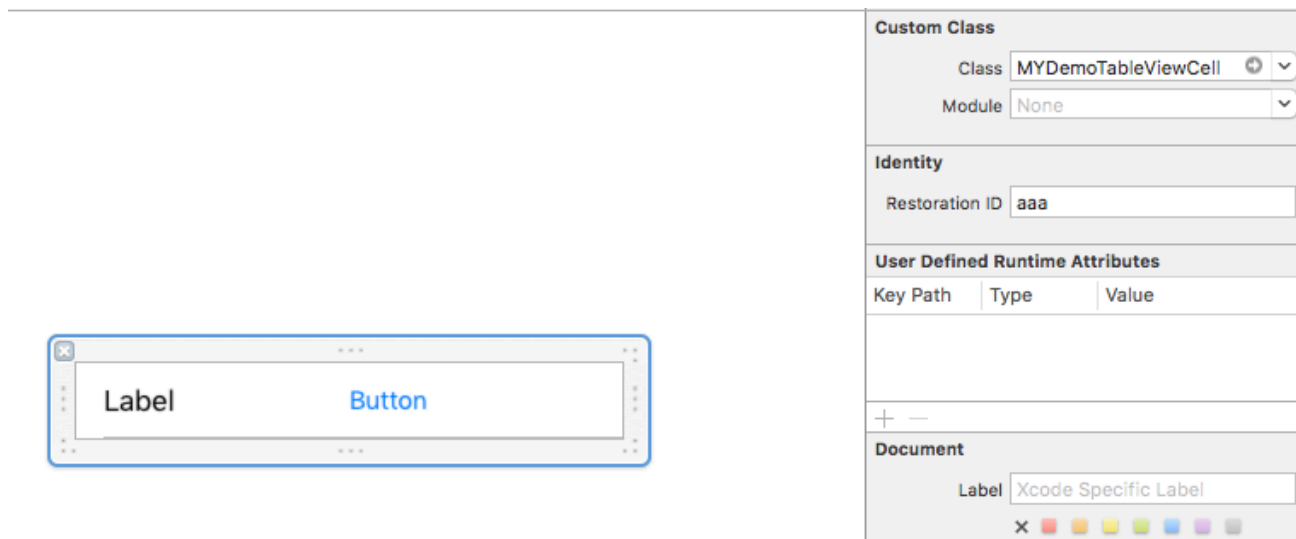 Custom Class
Class MYDemoTableViewCell
Module None
Identity
Restoration ID aaa
User Defined Runtime Attributes
Key Path Type Value
Label Button
Document
Label Xcode Specific Label